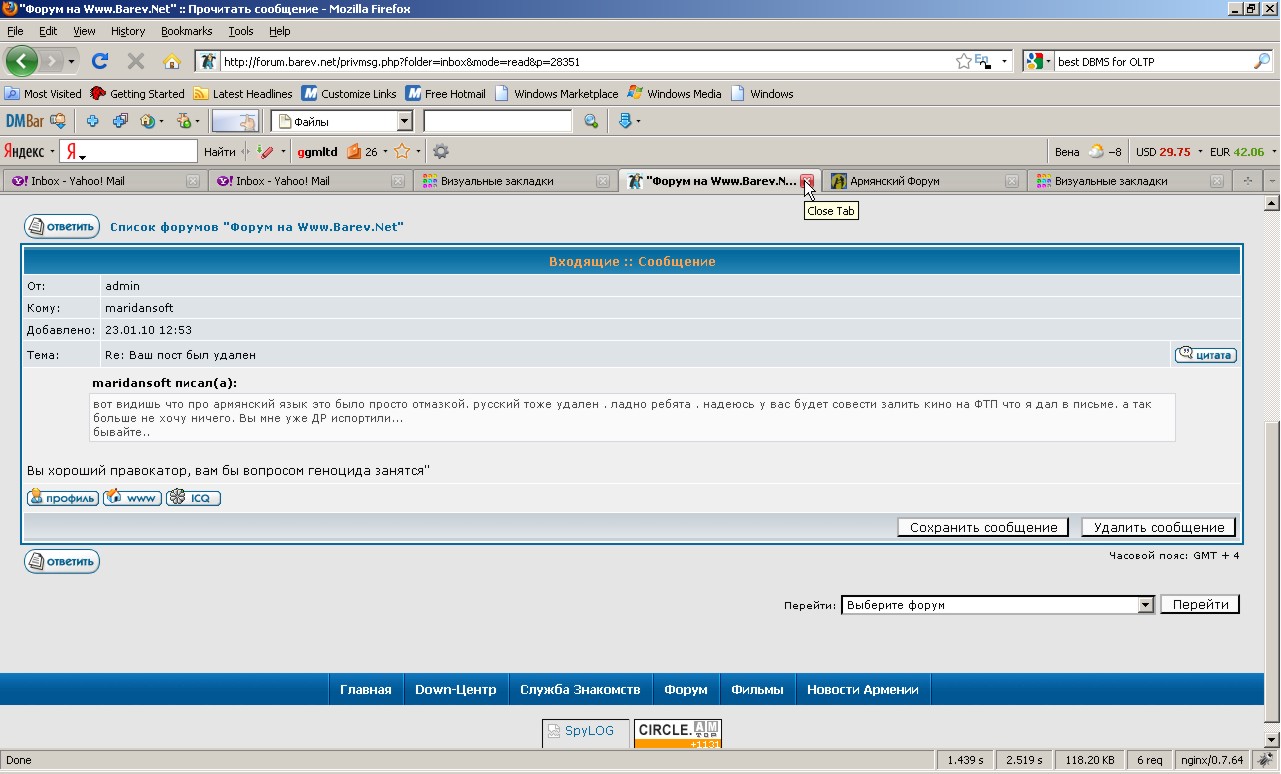 "Форум на Www.Barev.Net" :: Прочитать сообщение - Mozilla Firefox
File Edit View History Bookmarks Tools Help
http://forum.barev.net/privmsg.php?folder=inbox&mode=read&p=28351 best DBMS for OLTP
Most Visited Getting Started Latest Headlines Customize Links Free Hotmail Windows Marketplace Windows Media Windows
DMBar Файлы
Яндекс Я Найти ggmltd 26 Вена -8 USD 29.75 EUR 42.06
Inbox - Yahoo! Mail Inbox - Yahoo! Mail Визуальные закладки "Форум на Www.Barev.N... Армянский Форум Визуальные закладки
Close Tab
ответить Список форумов "Форум на Www.Barev.Net"
Входящие :: Сообщение
От: admin
Кому: maridansoft
Добавлено: 23.01.10 12:53
Тема: Re: Ваш пост был удален цитата
maridansoft писал(а):
вот видишь что про армянский язык это было просто отмазкой. русский тоже удален . ладно ребята . надеюсь у вас будет совести залить кино на ФТП что я дал в письме. а так
больше не хочу ничего. Вы мне уже ДР испортили...
бывайте..
Вы хороший правокатор, вам бы вопросом геноцида занятся"
профиль www ICQ
Сохранить сообщение Удалить сообщение
ответить Часовой пояс: GMT + 4
Перейти: Выберите форум Перейти
Главная Down-Центр Служба Знакомств Форум Фильмы Новости Армении
SpyLOG CIRCLE.AM TOP
+1131
Done 1.439 s 2.519 s 118.20 KB 6 req nginx/0.7.64